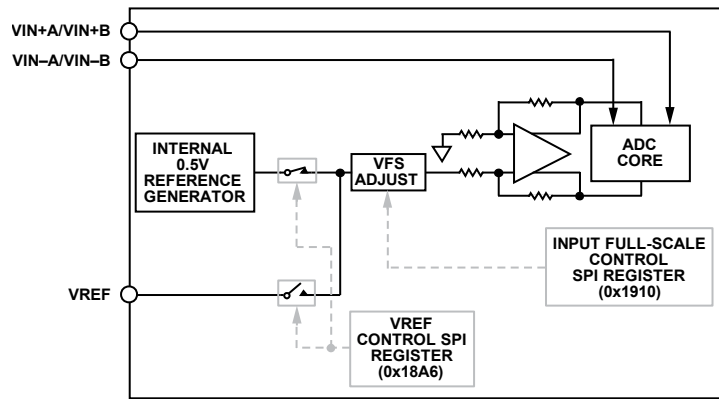 VIN+A/VIN+B
VIN–A/VIN–B
INTERNAL
0.5V
REFERENCE
GENERATOR
VFS
ADJUST
ADC
CORE
INPUT FULL-SCALE
CONTROL
SPI REGISTER
(0x1910)
VREF
VREF
CONTROL SPI
REGISTER
(0x18A6)